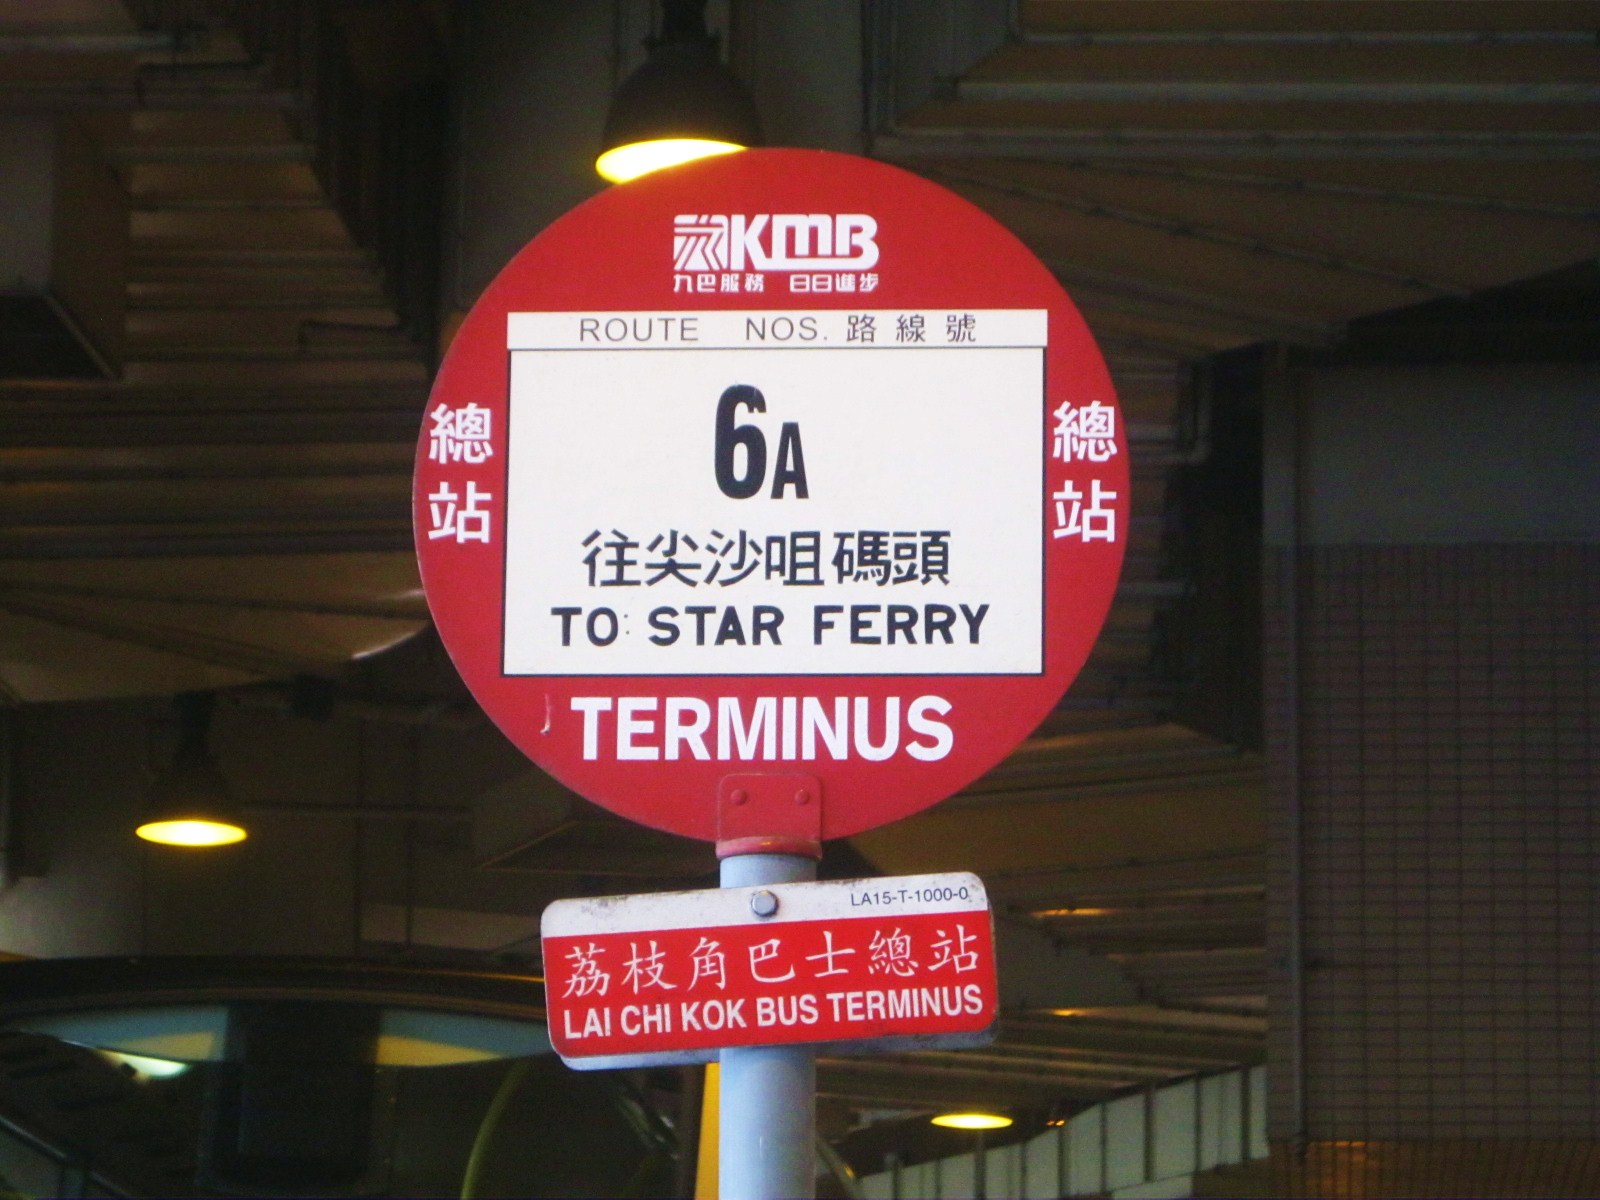 KMB
九巴服務 日日進步
ROUTE NOS. 路線號
6A
往尖沙咀碼頭
TO: STAR FERRY
總站
總站
TERMINUS
LA15-T-1000-0
荔枝角巴士總站
LAI CHI KOK BUS TERMINUS